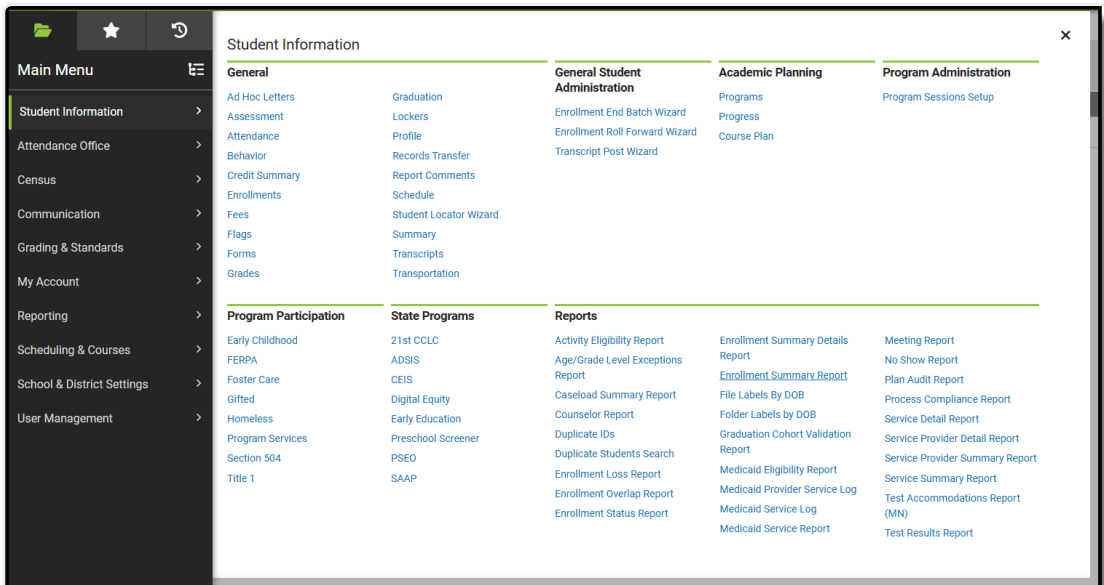 Student Information
Main Menu
Student Information
Attendance Office
Census
Communication
Grading & Standards
My Account
Reporting
Scheduling & Courses
School & District Settings
User Management
General
Ad Hoc Letters
Assessment
Attendance
Behavior
Credit Summary
Enrollments
Fees
Flags
Forms
Grades
Graduation
Lockers
Profile
Records Transfer
Report Comments
Schedule
Student Locator Wizard
Summary
Transcripts
Transportation
General Student
Administration
Enrollment End Batch Wizard
Enrollment Roll Forward Wizard
Transcript Post Wizard
Academic Planning
Programs
Progress
Course Plan
Program Administration
Program Sessions Setup
Program Participation
Early Childhood
FERPA
Foster Care
Gifted
Homeless
Program Services
Section 504
Title 1
State Programs
21st CCLC
ADSIS
CEIS
Digital Equity
Early Education
Preschool Screener
PSEO
SAAP
Reports
Activity Eligibility Report
Age/Grade Level Exceptions
Report
Caseload Summary Report
Counselor Report
Duplicate IDs
Duplicate Students Search
Enrollment Loss Report
Enrollment Overlap Report
Enrollment Status Report
Enrollment Summary Details
Report
Enrollment Summary Report
File Labels By DOB
Folder Labels by DOB
Graduation Cohort Validation
Report
Medicaid Eligibility Report
Medicaid Provider Service Log
Medicaid Service Log
Medicaid Service Report
Meeting Report
No Show Report
Plan Audit Report
Process Compliance Report
Service Detail Report
Service Provider Detail Report
Service Provider Summary Report
Service Summary Report
Test Accommodations Report
(MN)
Test Results Report